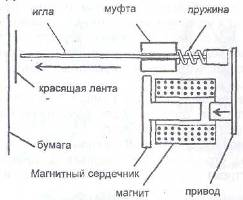 игла
муфта
пружина
красящая лента
бумага
Магнитный сердечник
магнит
привод